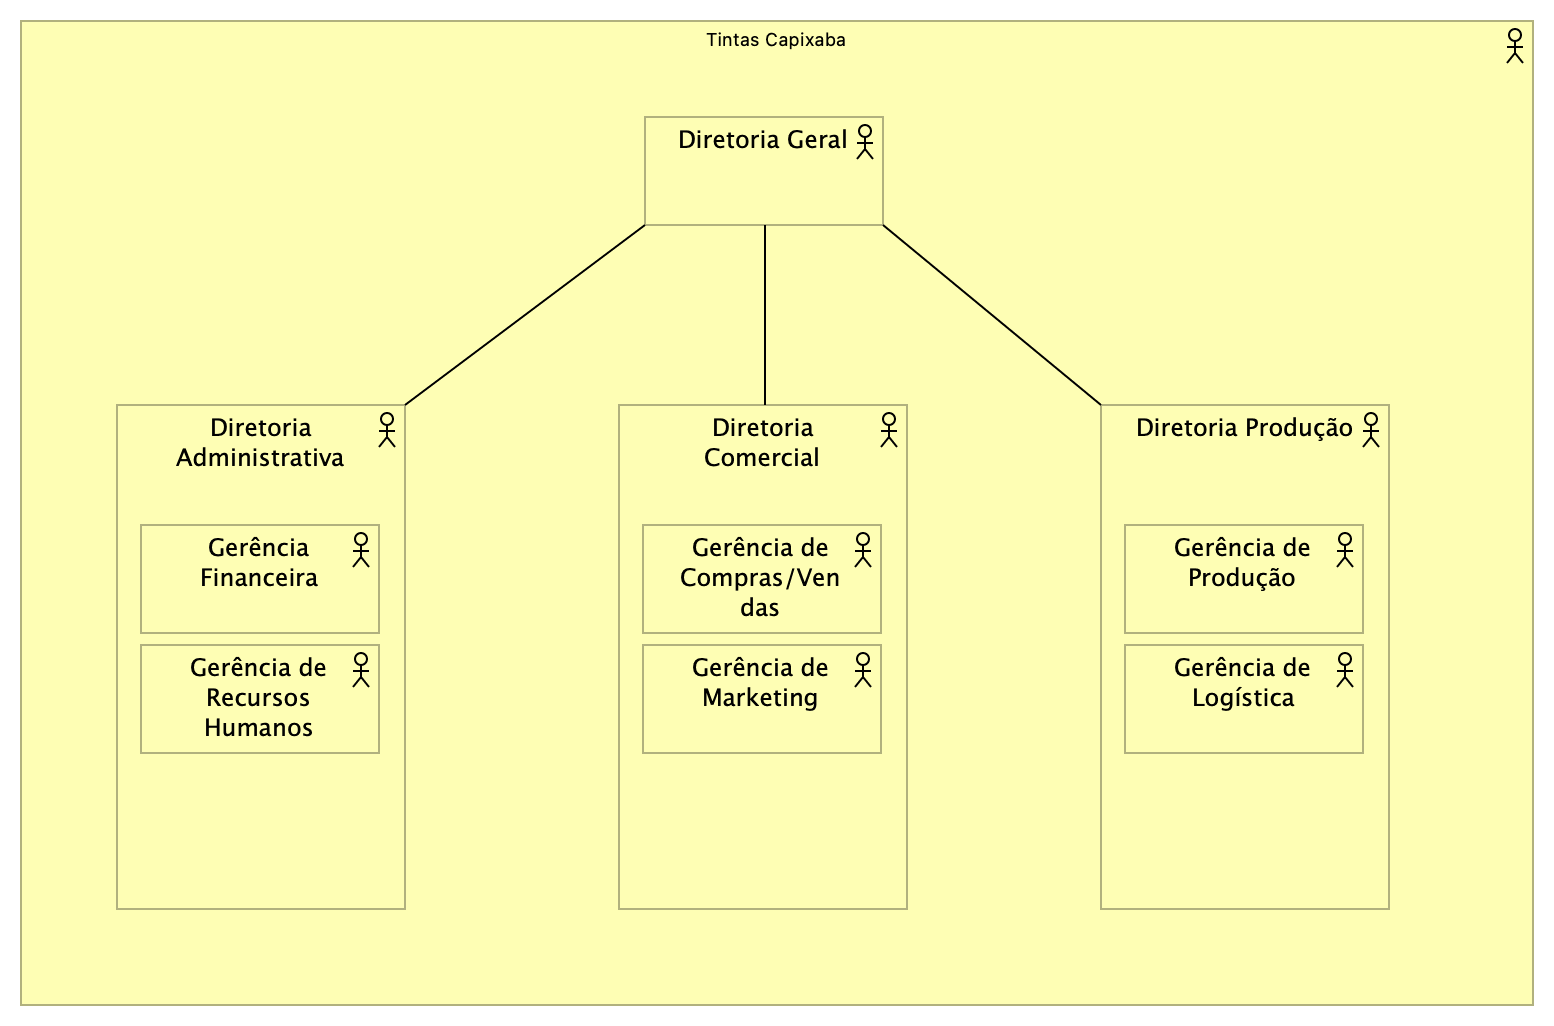 Tintas Capixaba
Diretoria Geral
Diretoria
Administrativa
Gerência
Financeira
Gerência de
Recursos
Humanos
Diretoria
Comercial
Gerência de
Compras/Ven
das
Gerência de
Marketing
Diretoria Produção
Gerência de
Produção
Gerência de
Logística